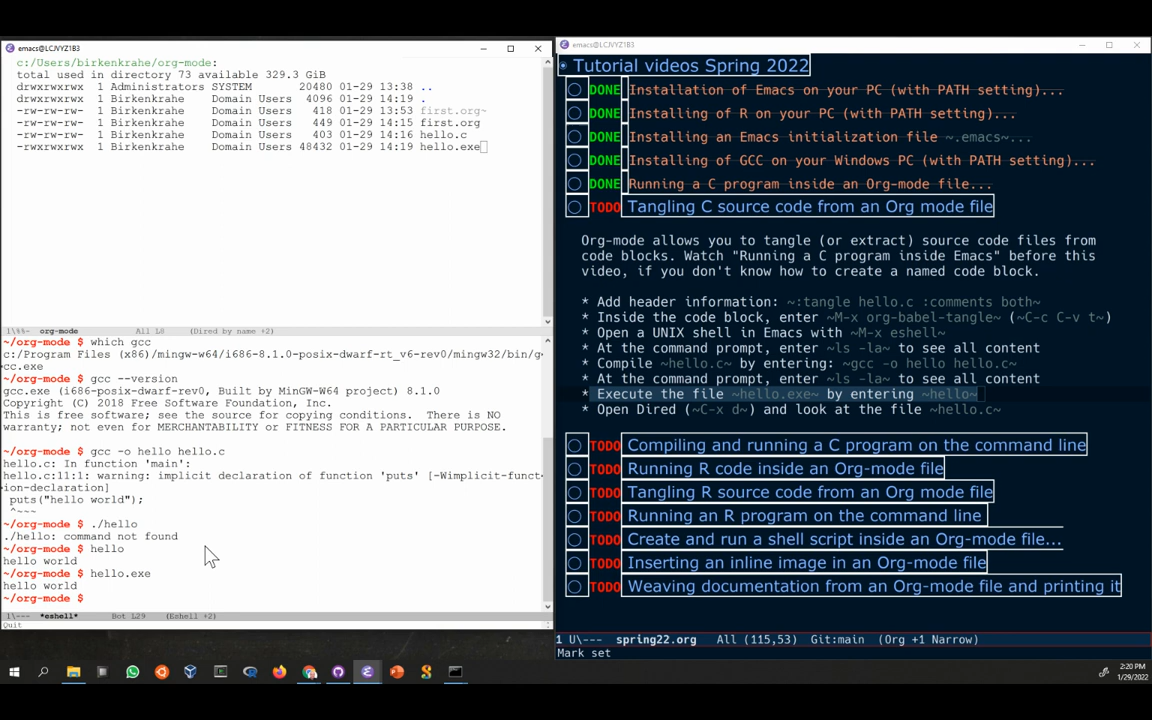 emacs@LCJVYZ1B3
c:/Users/birkenkrahe/org-mode:
total used in directory 73 available 329.3 GiB
drwxrwxrwx  1 Administrators SYSTEM        20480 01-29 13:38 ..
drwxrwxrwx  1 Birkenkrahe    Domain Users   4096 01-29 14:19 .
-rw-rw-rw-  1 Birkenkrahe    Domain Users    418 01-29 13:53 first.org~
-rw-rw-rw-  1 Birkenkrahe    Domain Users    449 01-29 14:15 first.org
-rw-rw-rw-  1 Birkenkrahe    Domain Users    403 01-29 14:16 hello.c
-rwxrwxrwx  1 Birkenkrahe    Domain Users  48432 01-29 14:19 hello.exe
1\%%-  org-mode        All L8     (Dired by name +2)
~/org-mode $ which gcc
c:/Program Files (x86)/mingw-w64/i686-8.1.0-posix-dwarf-rt_v6-rev0/mingw32/bin/g
cc.exe
~/org-mode $ gcc --version
gcc.exe (i686-posix-dwarf-rev0, Built by MinGW-W64 project) 8.1.0
Copyright (C) 2018 Free Software Foundation, Inc.
This is free software; see the source for copying conditions.  There is NO
warranty; not even for MERCHANTABILITY or FITNESS FOR A PARTICULAR PURPOSE.
~/org-mode $ gcc -o hello hello.c
hello.c: In function 'main':
hello.c:11:1: warning: implicit declaration of function 'puts' [-Wimplicit-funct
ion-declaration]
 puts("hello world");
 ^~~~
~/org-mode $ ./hello
./hello: command not found
~/org-mode $ hello
hello world
~/org-mode $ hello.exe
hello world
~/org-mode $
1\---  *eshell*       Bot L29    (Eshell +2)
Quit
emacs@LCJVYZ1B3
Tutorial videos Spring 2022
DONE Installation of Emacs on your PC (with PATH setting)...
DONE Installing of R on your PC (with PATH setting)...
DONE Installing an Emacs initialization file ~.emacs~...
DONE Installing of GCC on your Windows PC (with PATH setting)...
DONE Running a C program inside an Org-mode file...
TODO Tangling C source code from an Org mode file
Org-mode allows you to tangle (or extract) source code files from
code blocks. Watch "Running a C program inside Emacs" before this
video, if you don't know how to create a named code block.
* Add header information: ~:tangle hello.c :comments both~
* Inside the code block, enter ~M-x org-babel-tangle~ (~C-c C-v t~)
* Open a UNIX shell in Emacs with ~M-x eshell~
* At the command prompt, enter ~ls -la~ to see all content
* Compile ~hello.c~ by entering: ~gcc -o hello hello.c~
* At the command prompt, enter ~ls -la~ to see all content
* Execute the file ~hello.exe~ by entering ~hello~
* Open Dired (~C-x d~) and look at the file ~hello.c~
TODO Compiling and running a C program on the command line
TODO Running R code inside an Org-mode file
TODO Tangling R source code from an Org mode file
TODO Running an R program on the command line
TODO Create and run a shell script inside an Org-mode file...
TODO Inserting an inline image in an Org-mode file
TODO Weaving documentation from an Org-mode file and printing it
1 U\---  spring22.org   All (115,53)  Git:main  (Org +1 Narrow)
Mark set
2:20 PM
1/29/2022